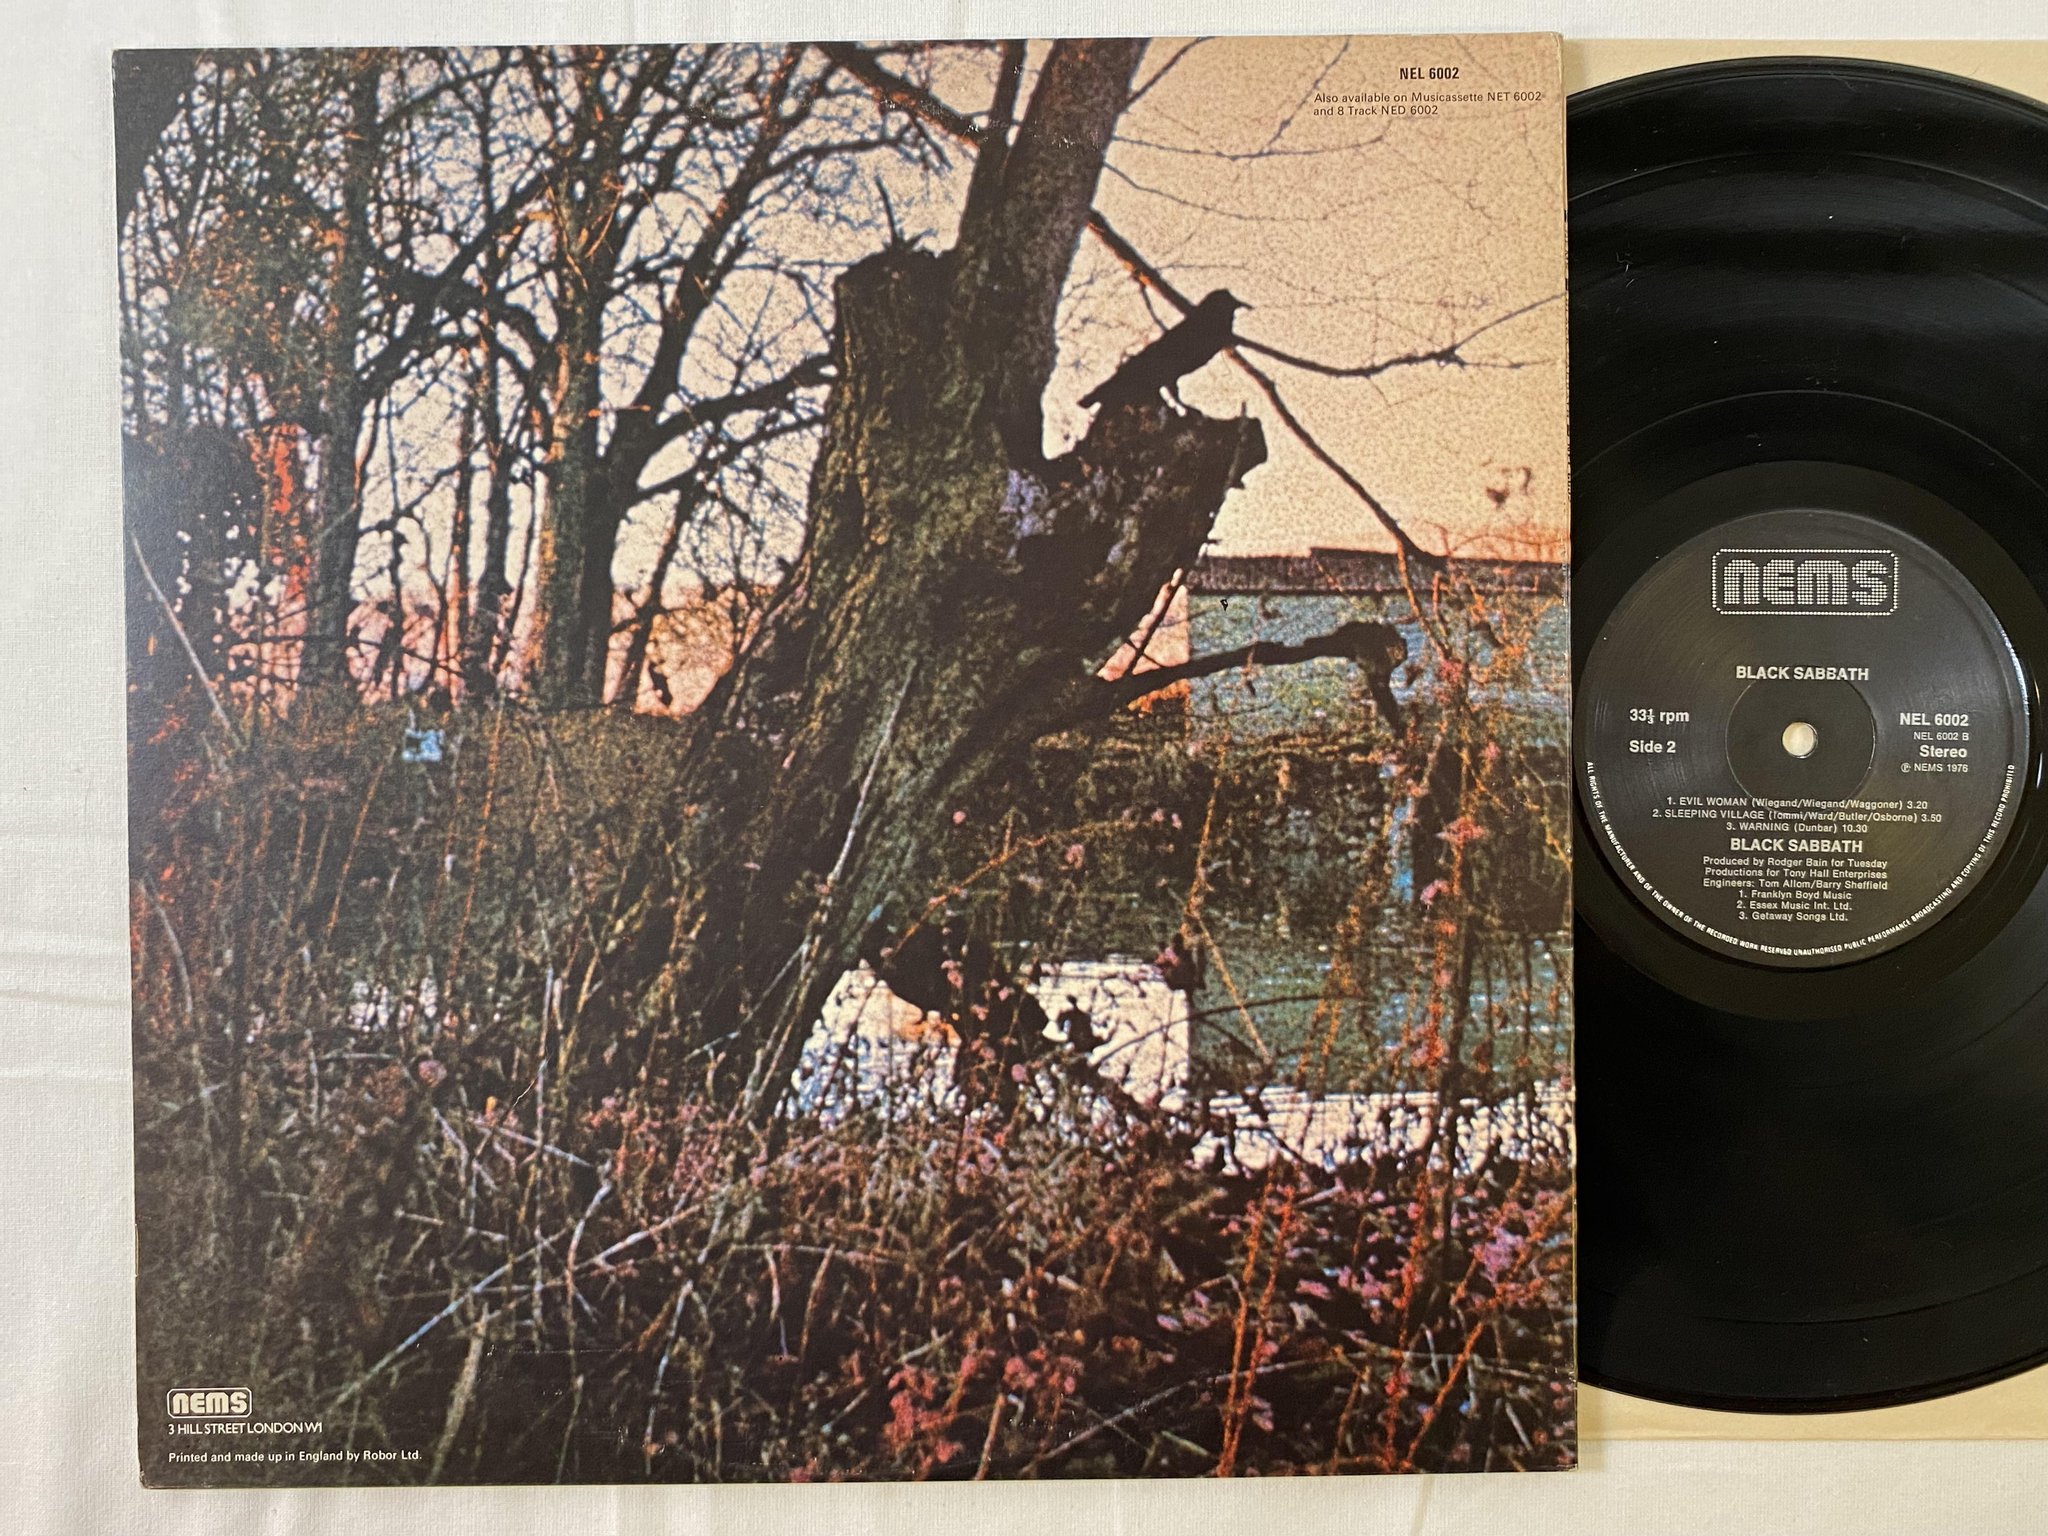 NEL 6002
Also available on Musicassette NET 6002
and 8 Track NED 6002
nems
3 HILL STREET LONDON W1
Printed and made up in England by Robor Ltd.
nems
BLACK SABBATH
33⅓ rpm
Side 2
NEL 6002
NEL 6002 B
Stereo
℗ NEMS 1976
1. EVIL WOMAN (Wiegand/Wiegand/Waggoner) 3.20
2. SLEEPING VILLAGE (Iommi/Ward/Butler/Osborne) 3.50
3. WARNING (Dunbar) 10.30
BLACK SABBATH
Produced by Rodger Bain for Tuesday
Productions for Tony Hall Enterprises
Engineers: Tom Allom/Barry Sheffield
1. Franklyn Boyd Music
2. Essex Music Int. Ltd.
3. Getaway Songs Ltd.
ALL RIGHTS OF THE MANUFACTURER AND OF THE OWNER OF THE RECORDED WORK RESERVED UNAUTHORISED PUBLIC PERFORMANCE BROADCASTING AND COPYING OF THIS RECORD PROHIBITED